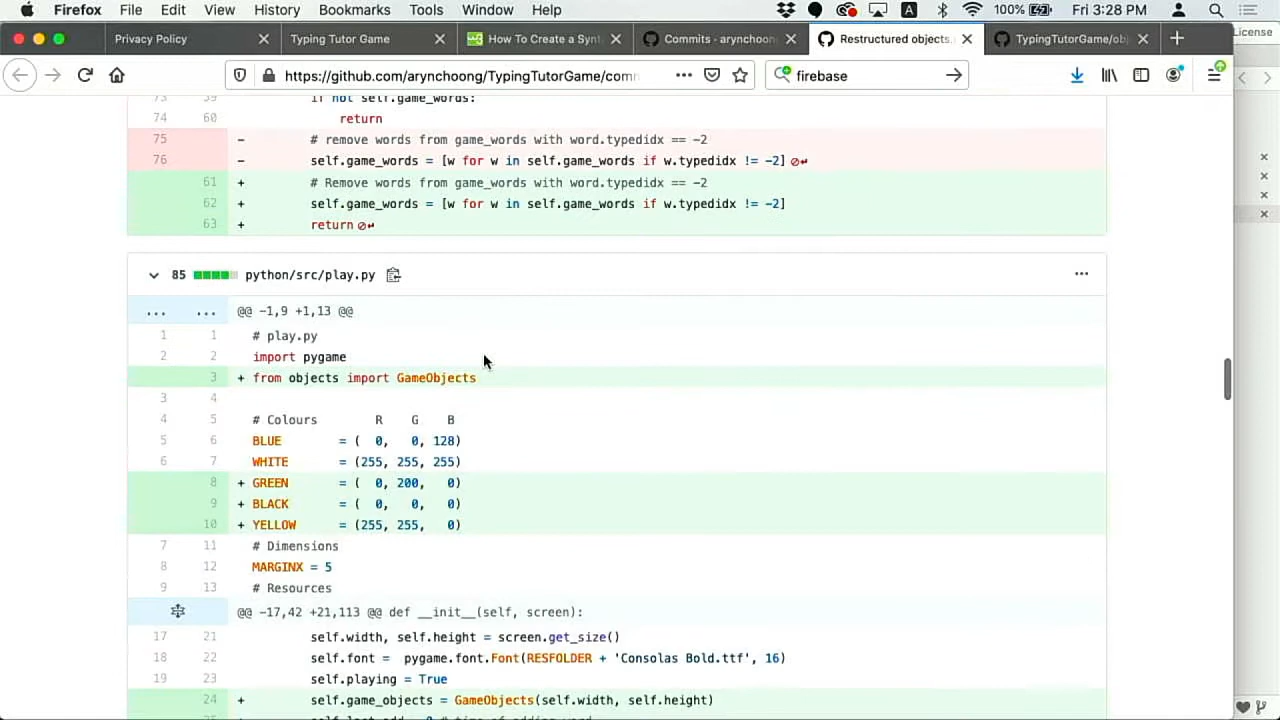 Firefox File Edit View History Bookmarks Tools Window Help A 100% Fri 3:28 PM
License
Privacy Policy Typing Tutor Game How To Create a Synt Commits - arynchoong Restructured objects. TypingTutorGame/obj
https://github.com/arynchoong/TypingTutorGame/com firebase
73 59 if not self.game_words:
74 60 return
75 - # remove words from game_words with word.typedidx == -2
76 - self.game_words = [w for w in self.game_words if w.typedidx != -2]
61 + # Remove words from game_words with word.typedidx == -2
62 + self.game_words = [w for w in self.game_words if w.typedidx != -2]
63 + return
85 python/src/play.py ...
... ... @@ -1,9 +1,13 @@
1 1 # play.py
2 2 import pygame
3 + from objects import GameObjects
3 4
4 5 # Colours R G B
5 6 BLUE = ( 0, 0, 128)
6 7 WHITE = (255, 255, 255)
8 + GREEN = ( 0, 200, 0)
9 + BLACK = ( 0, 0, 0)
10 + YELLOW = (255, 255, 0)
7 11 # Dimensions
8 12 MARGINX = 5
9 13 # Resources
@@ -17,42 +21,113 @@ def __init__(self, screen):
17 21 self.width, self.height = screen.get_size()
18 22 self.font = pygame.font.Font(RESFOLDER + 'Consolas Bold.ttf', 16)
19 23 self.playing = True
24 + self.game_objects = GameObjects(self.width, self.height)